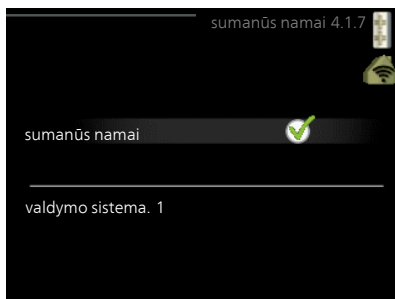 sumanūs namai 4.1.7
sumanūs namai
valdymo sistema. 1